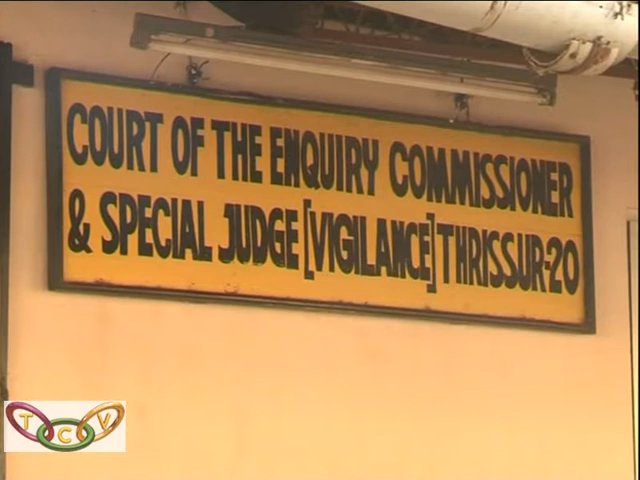 COURT OF THE ENQUIRY COMMISSIONER
& SPECIAL JUDGE [VIGILANCE] THRISSUR-20
TCV